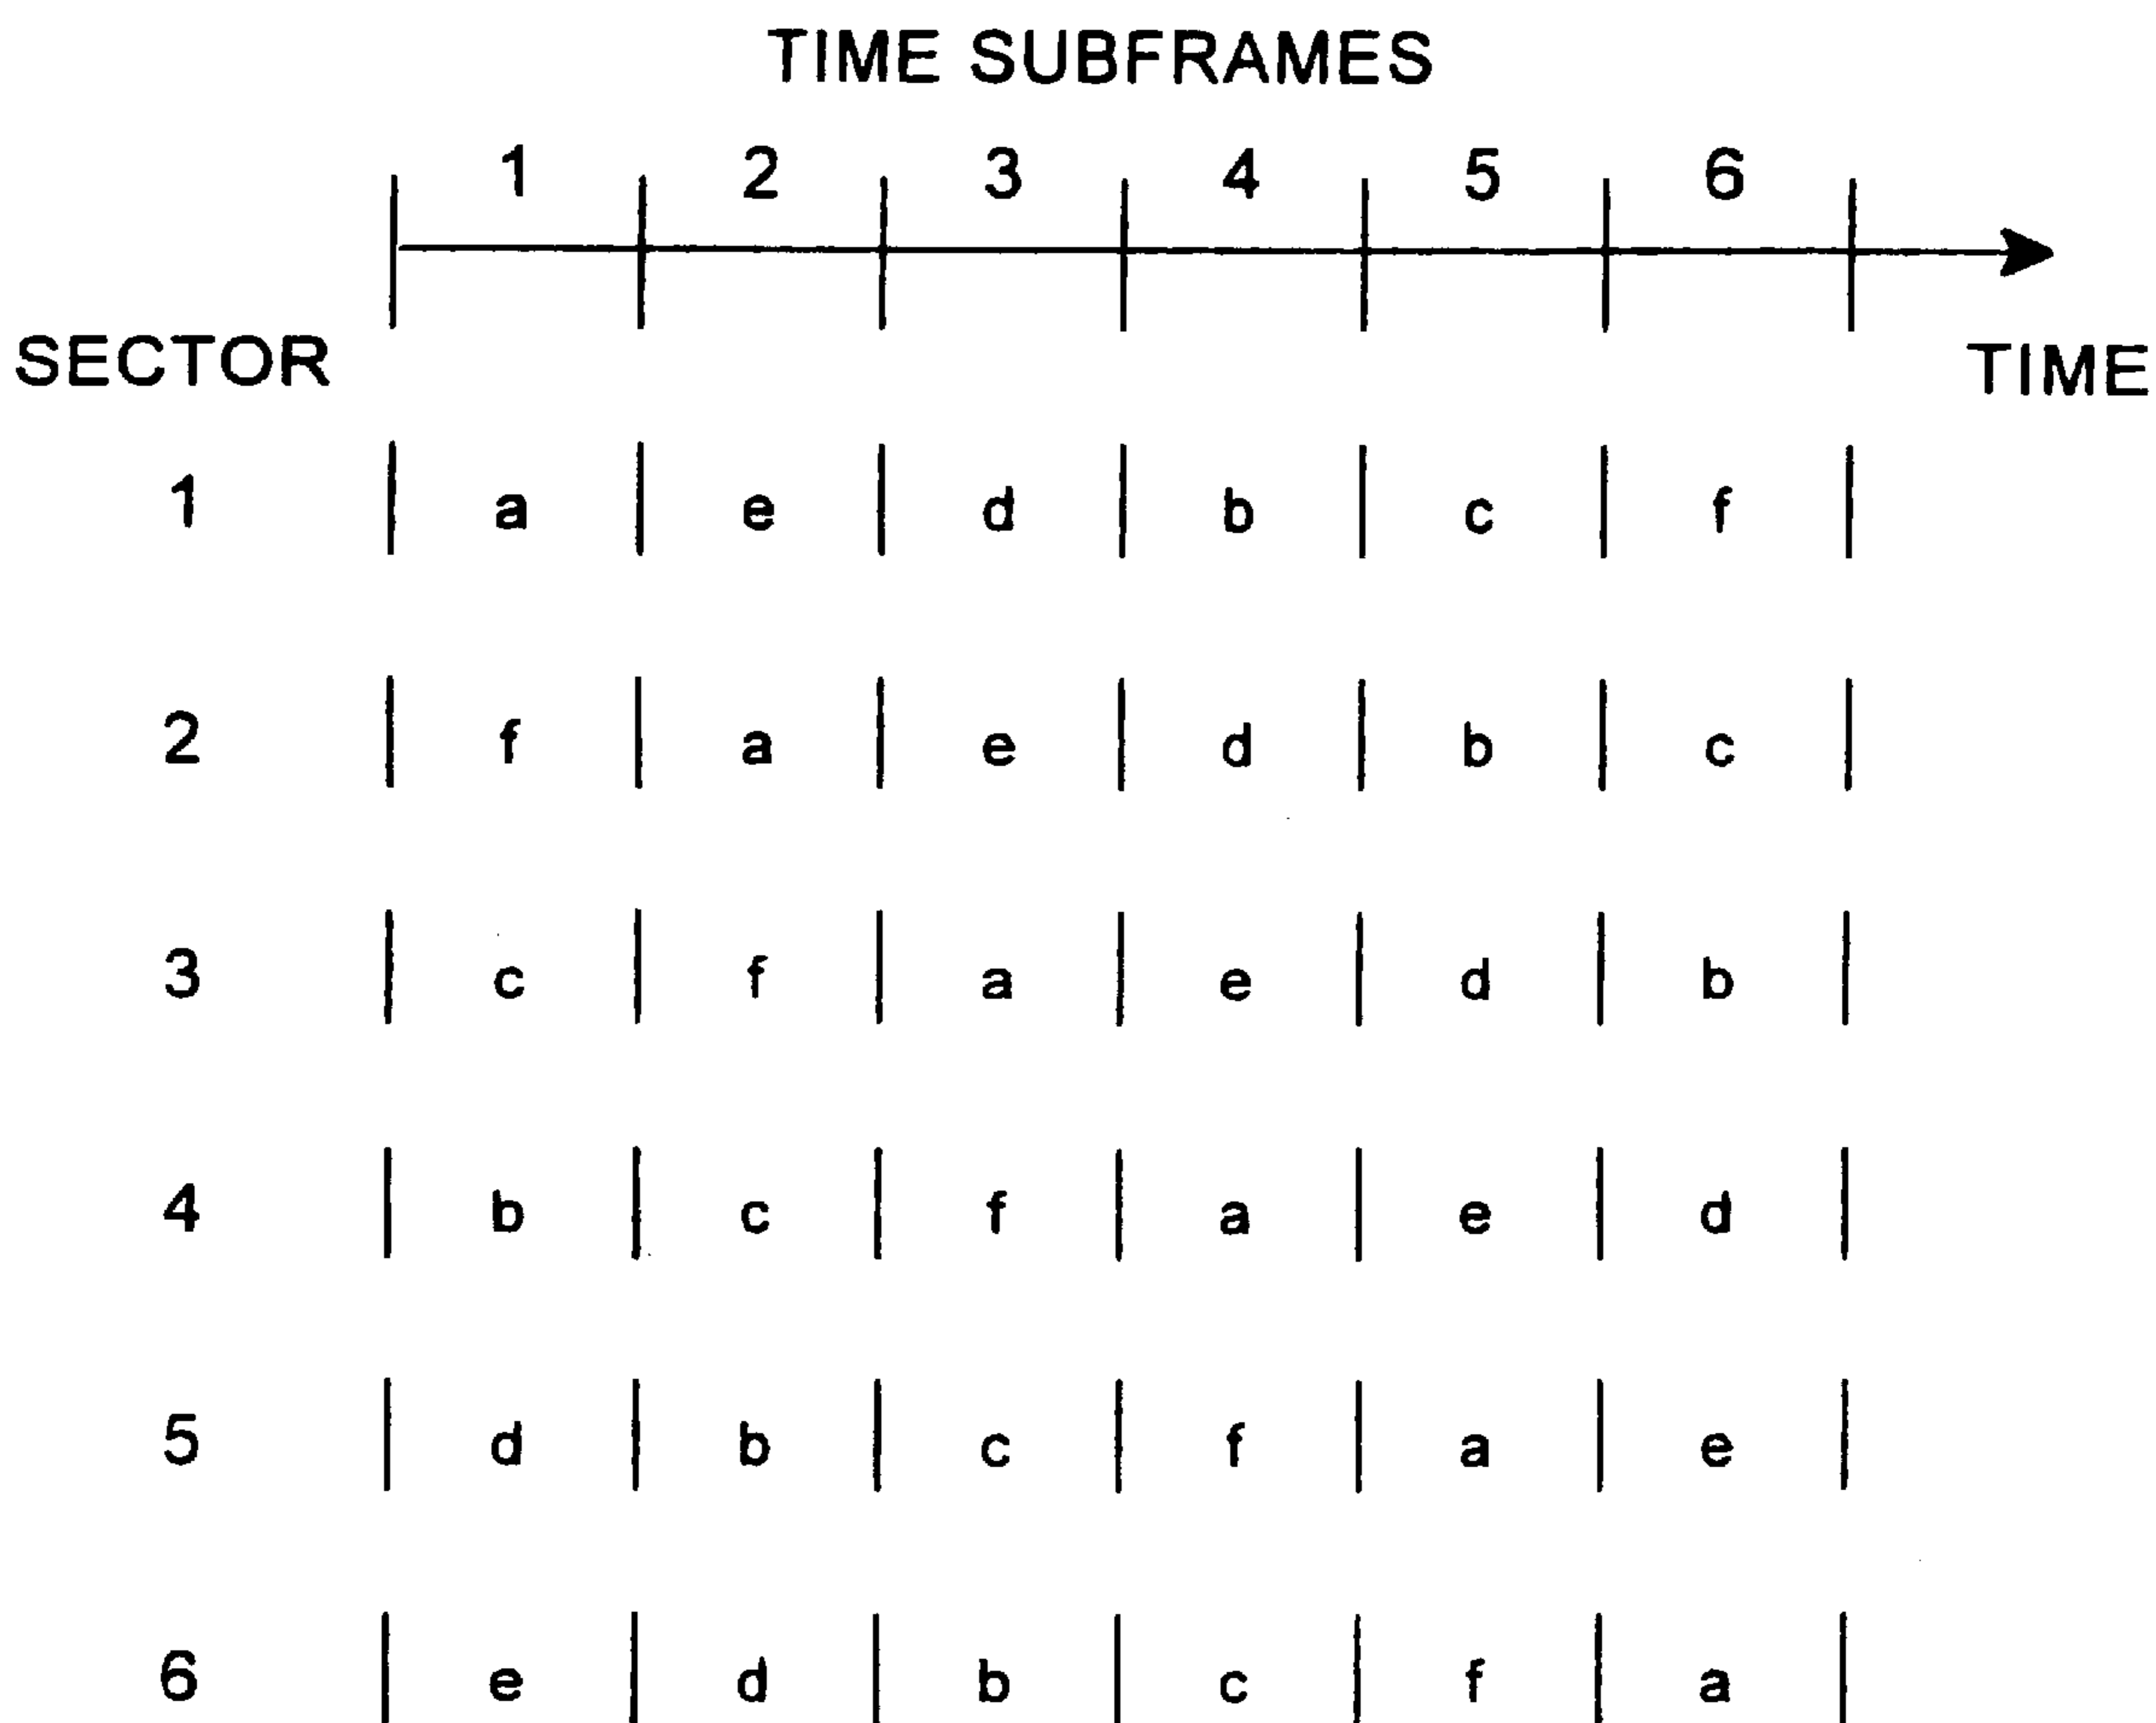 TIME SUBFRAMES
1 2 3 4 5 6
SECTOR TIME
1 a e d b c f
2 f a e d b c
3 c f a e d b
4 b c f a e d
5 d b c f a e
6 e d b c f a